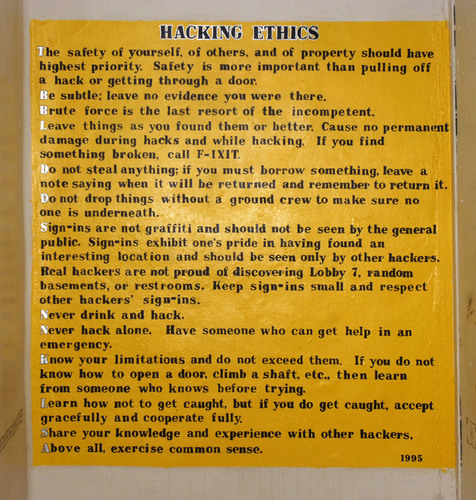 HACKING ETHICS
The safety of yourself, of others, and of property should have
highest priority. Safety is more important than pulling off
a hack or getting through a door.
Be subtle; leave no evidence you were there.
Brute force is the last resort of the incompetent.
Leave things as you found them or better. Cause no permanent
damage during hacks and while hacking. If you find
something broken, call F-IXIT.
Do not steal anything; if you must borrow something, leave a
note saying when it will be returned and remember to return it.
Do not drop things without a ground crew to make sure no
one is underneath.
Sign-ins are not graffiti and should not be seen by the general
public. Sign-ins exhibit one's pride in having found an
interesting location and should be seen only by other hackers.
Real hackers are not proud of discovering Lobby 7, random
basements, or restrooms. Keep sign-ins small and respect
other hackers' sign-ins.
Never drink and hack.
Never hack alone. Have someone who can get help in an
emergency.
Know your limitations and do not exceed them. If you do not
know how to open a door, climb a shaft, etc., then learn
from someone who knows before trying.
Learn how not to get caught, but if you do get caught, accept
gracefully and cooperate fully.
Share your knowledge and experience with other hackers.
Above all, exercise common sense.
1995